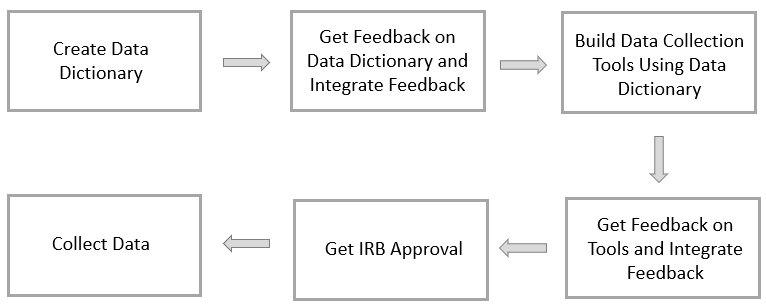 Create Data
Dictionary
Get Feedback on
Data Dictionary and
Integrate Feedback
Build Data Collection
Tools Using Data
Dictionary
Get Feedback on
Tools and Integrate
Feedback
Get IRB Approval
Collect Data